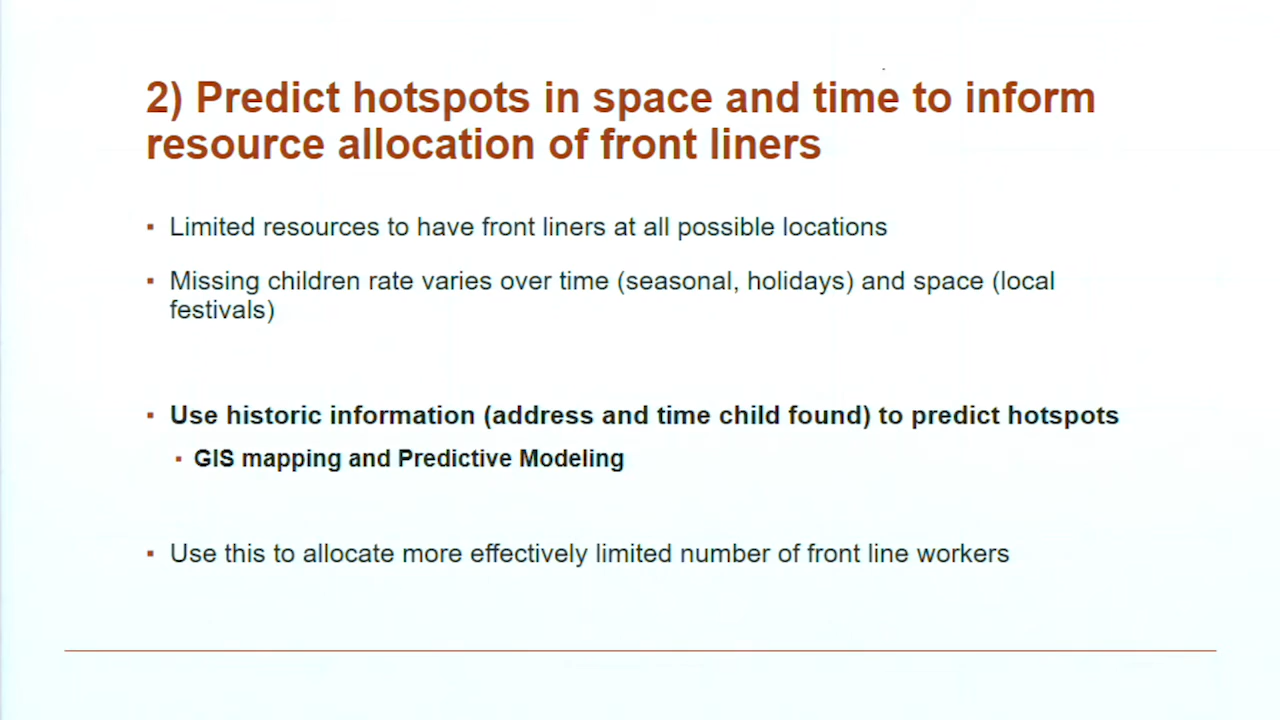 2) Predict hotspots in space and time to inform
resource allocation of front liners
▪ Limited resources to have front liners at all possible locations
▪ Missing children rate varies over time (seasonal, holidays) and space (local
festivals)
▪ Use historic information (address and time child found) to predict hotspots
▪ GIS mapping and Predictive Modeling
▪ Use this to allocate more effectively limited number of front line workers